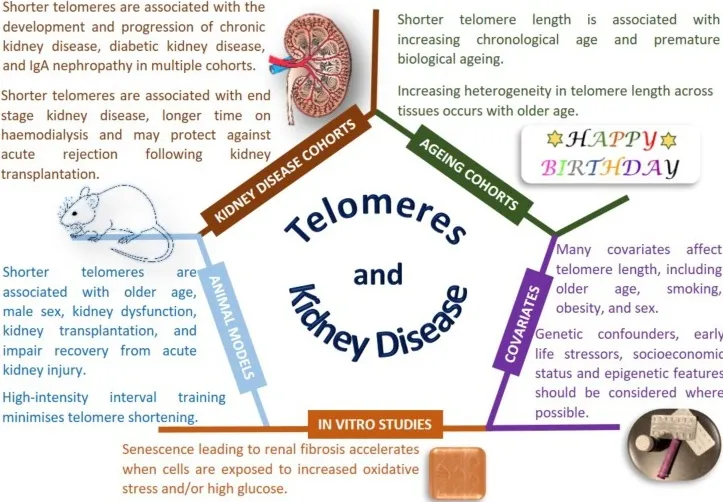 Shorter telomeres are associated with the
development and progression of chronic
kidney disease, diabetic kidney disease,
and IgA nephropathy in multiple cohorts.
Shorter telomeres are associated with end
stage kidney disease, longer time on
haemodialysis and may protect against
acute rejection following kidney
transplantation.
KIDNEY DISEASE COHORTS
Shorter telomere length is associated with
increasing chronological age and premature
biological ageing.
Increasing heterogeneity in telomere length across
tissues occurs with older age.
AGEING COHORTS
HAPPY
BIRTHDAY
Telomeres
and
Kidney Disease
Shorter telomeres are
associated with older age,
male sex, kidney dysfunction,
kidney transplantation, and
impair recovery from acute
kidney injury.
High-intensity interval training
minimises telomere shortening.
ANIMAL MODELS
COVARIATES
Many covariates affect
telomere length, including
older age, smoking,
obesity, and sex.
Genetic confounders, early
life stressors, socioeconomic
status and epigenetic features
should be considered where
possible.
IN VITRO STUDIES
Senescence leading to renal fibrosis accelerates
when cells are exposed to increased oxidative
stress and/or high glucose.